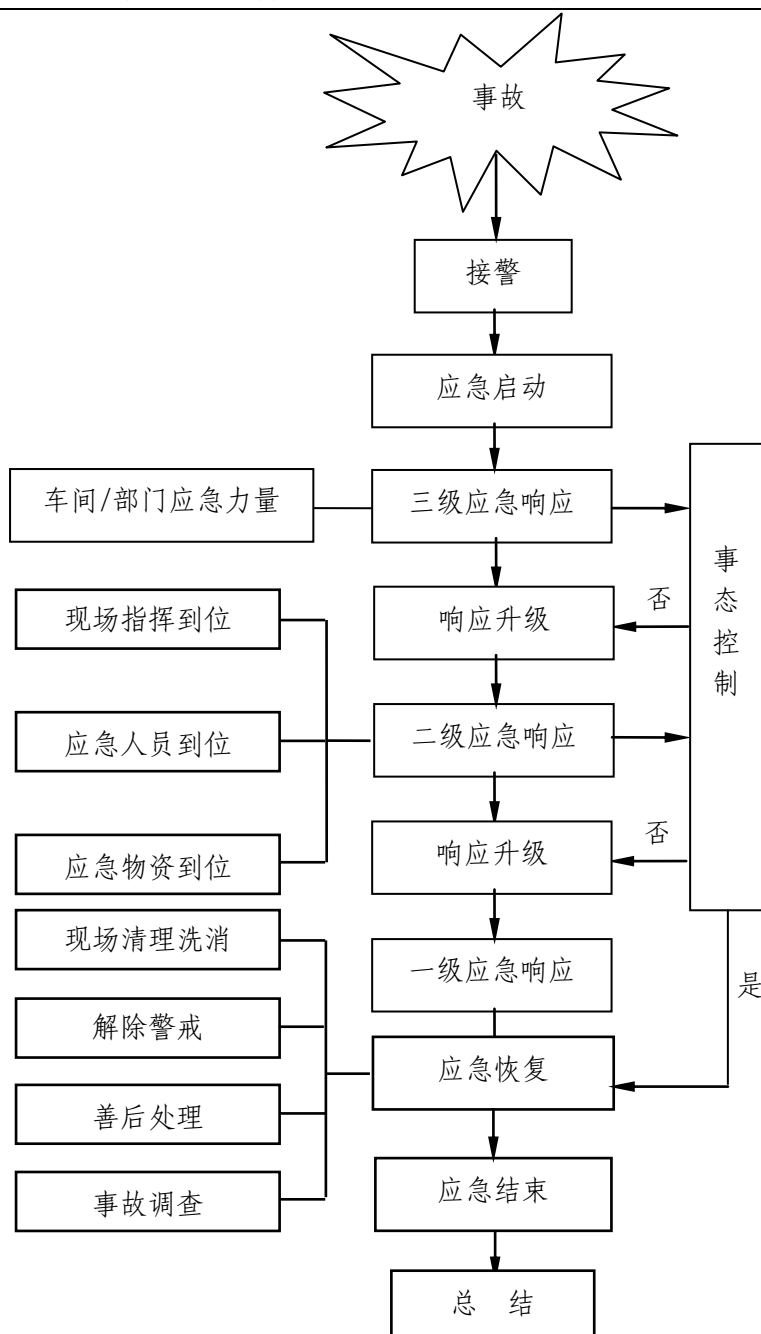 事故
接警
应急启动
车间/部门应急力量
三级应急响应
事态控制
现场指挥到位
响应升级
否
应急人员到位
二级应急响应
应急物资到位
响应升级
否
现场清理洗消
一级应急响应
是
解除警戒
应急恢复
善后处理
事故调查
应急结束
总 结